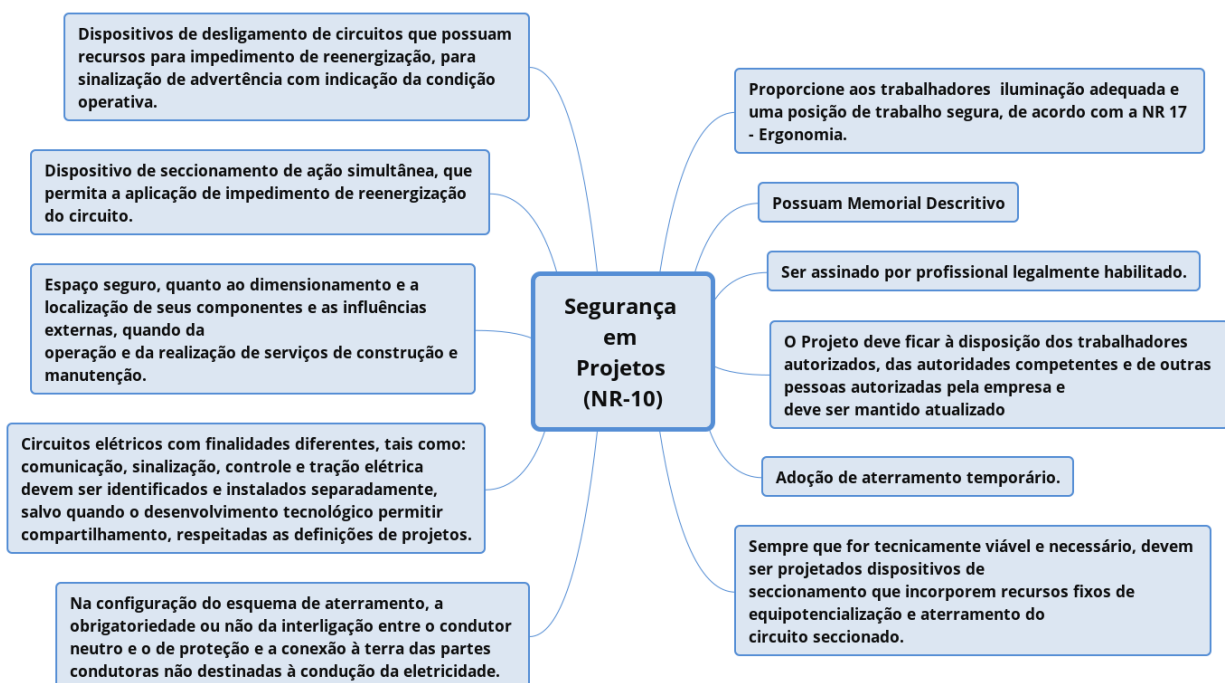 Dispositivos de desligamento de circuitos que possuam
recursos para impedimento de reenergização, para
sinalização de advertência com indicação da condição
operativa.
Dispositivo de seccionamento de ação simultânea, que
permita a aplicação de impedimento de reenergização
do circuito.
Espaço seguro, quanto ao dimensionamento e a
localização de seus componentes e as influências
externas, quando da
operação e da realização de serviços de construção e
manutenção.
Circuitos elétricos com finalidades diferentes, tais como:
comunicação, sinalização, controle e tração elétrica
devem ser identificados e instalados separadamente,
salvo quando o desenvolvimento tecnológico permitir
compartilhamento, respeitadas as definições de projetos.
Na configuração do esquema de aterramento, a
obrigatoriedade ou não da interligação entre o condutor
neutro e o de proteção e a conexão à terra das partes
condutoras não destinadas à condução da eletricidade.
Segurança
em
Projetos
(NR-10)
Proporcione aos trabalhadores  iluminação adequada e
uma posição de trabalho segura, de acordo com a NR 17
- Ergonomia.
Possuam Memorial Descritivo
Ser assinado por profissional legalmente habilitado.
O Projeto deve ficar à disposição dos trabalhadores
autorizados, das autoridades competentes e de outras
pessoas autorizadas pela empresa e
deve ser mantido atualizado
Adoção de aterramento temporário.
Sempre que for tecnicamente viável e necessário, devem
ser projetados dispositivos de
seccionamento que incorporem recursos fixos de
equipotencialização e aterramento do
circuito seccionado.